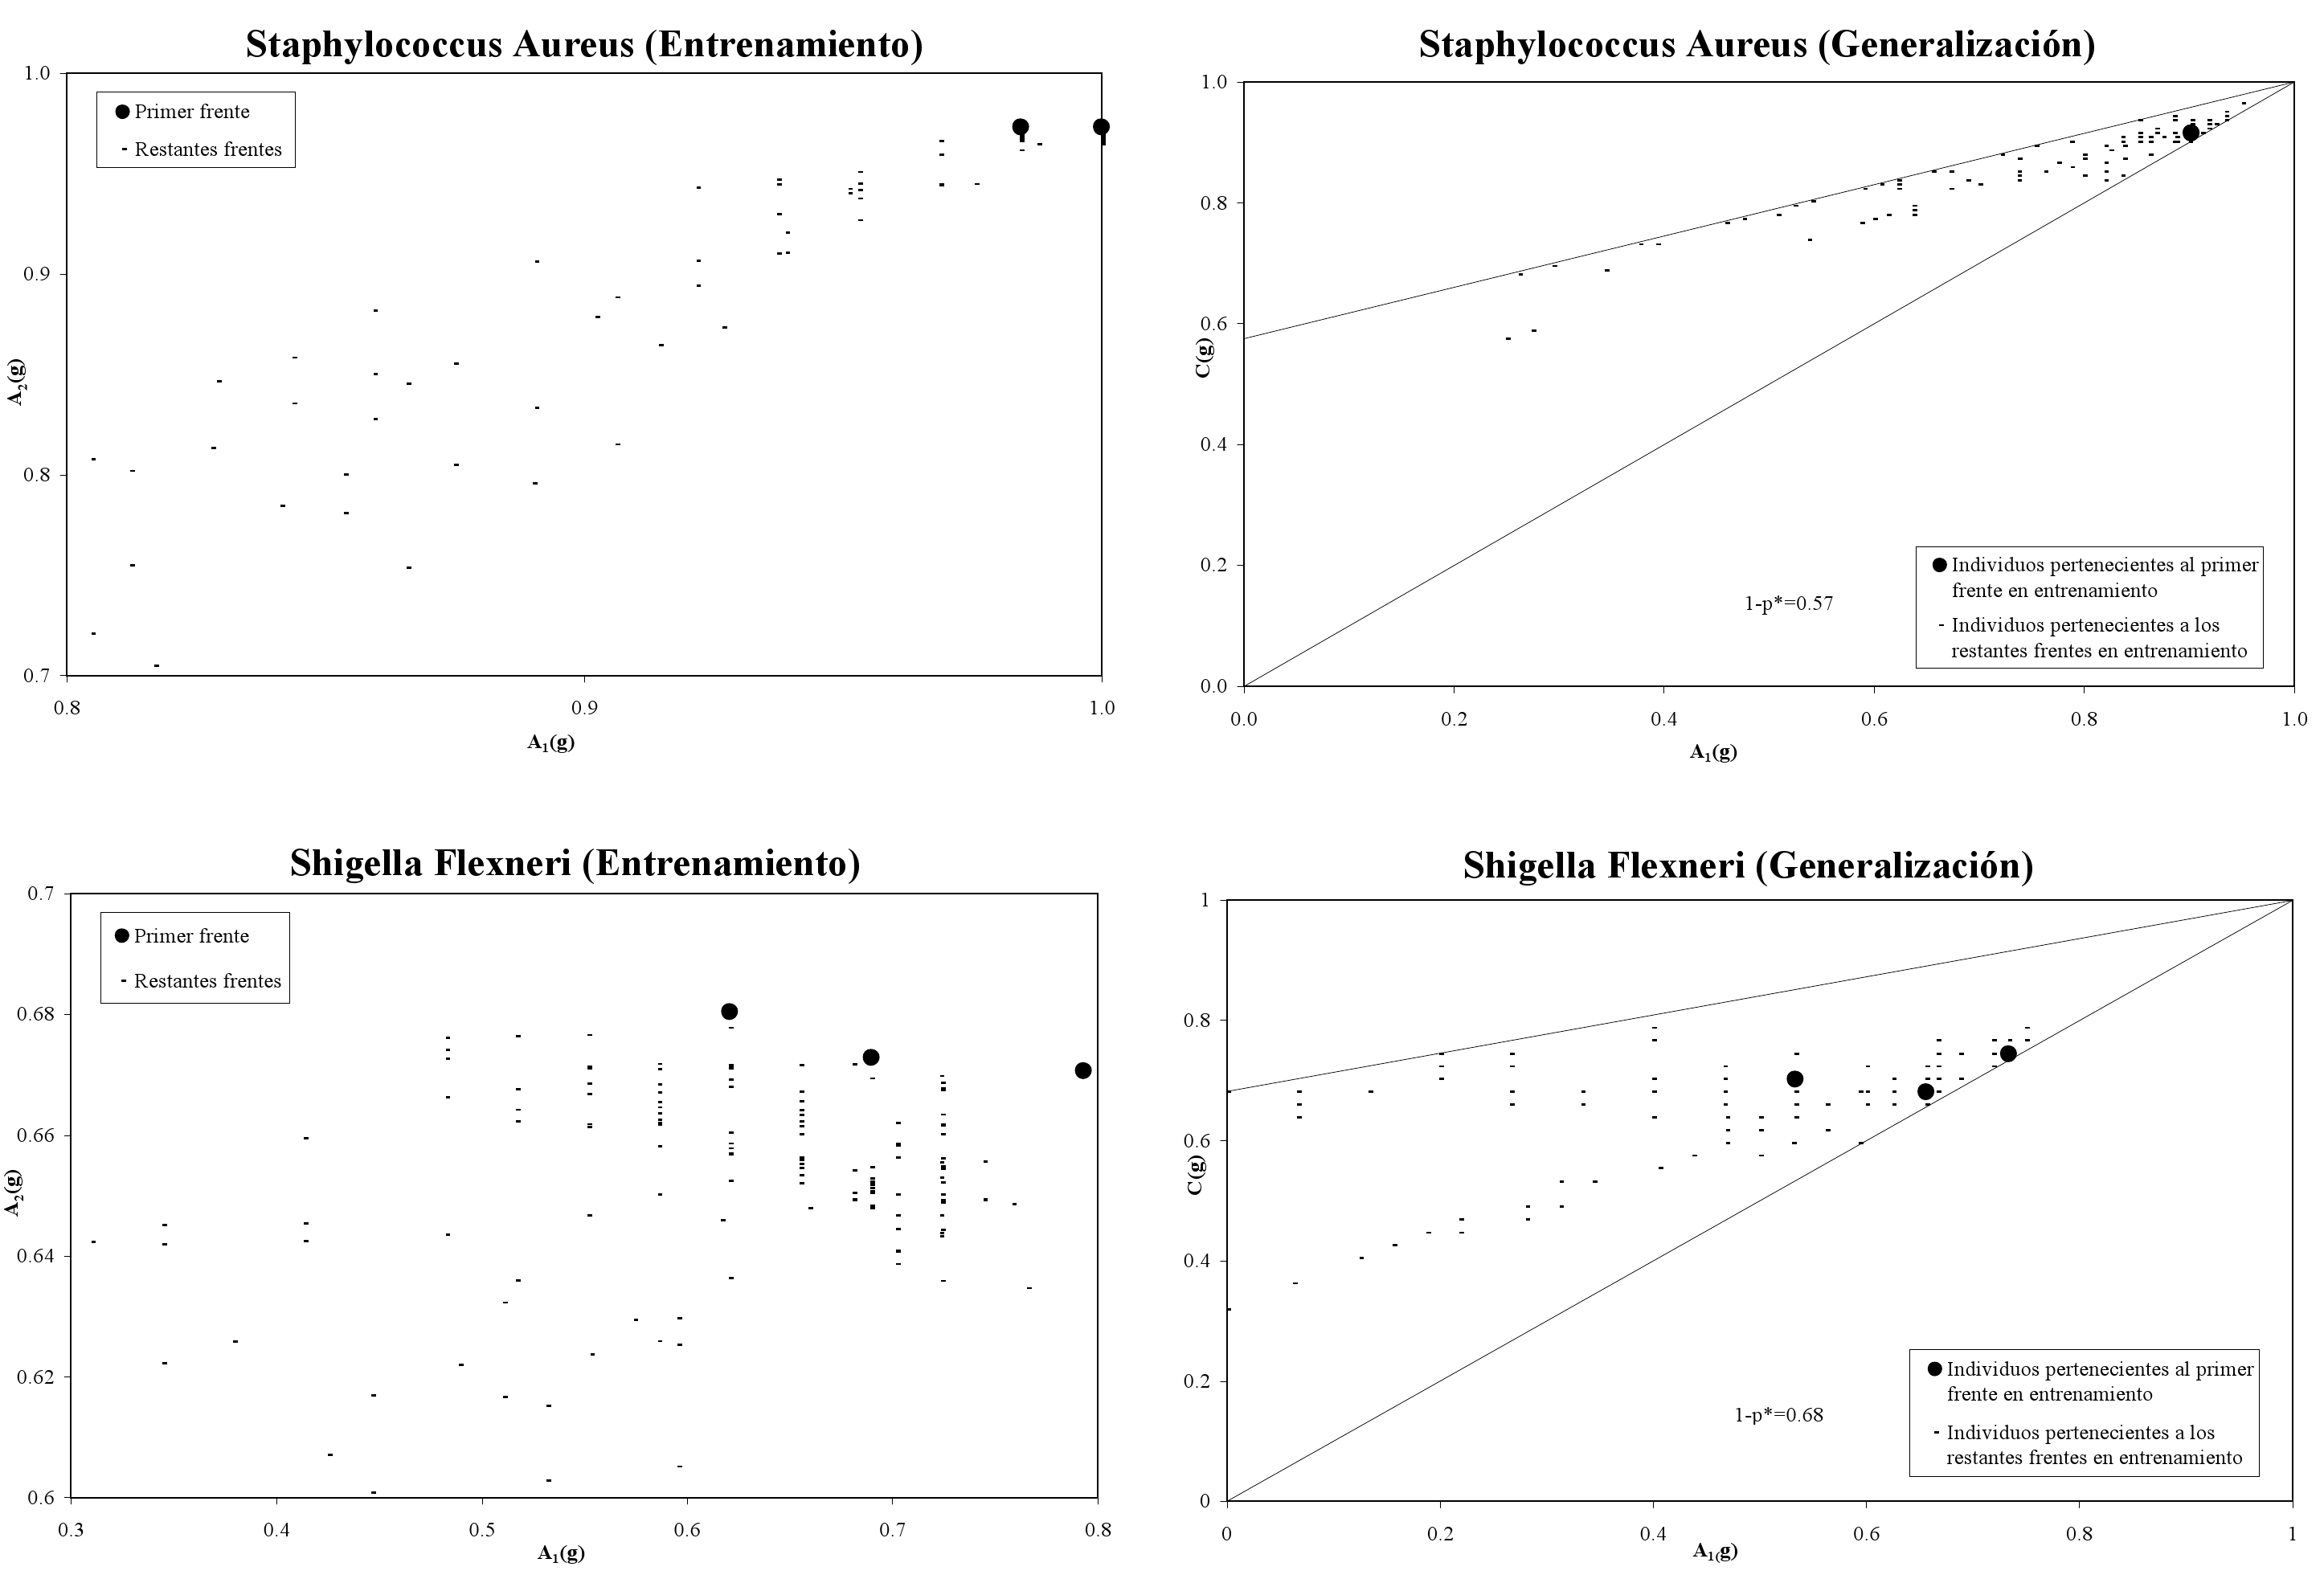 Staphylococcus Aureus (Entrenamiento)
1.0
0.9
0.8
0.7
A2(g)
Primer frente
Restantes frentes
0.8
0.9
1.0
A1(g)
Staphylococcus Aureus (Generalización)
1.0
0.8
0.6
0.4
0.2
0.0
C(g)
1-p*=0.57
Individuos pertenecientes al primer
frente en entrenamiento
Individuos pertenecientes a los
restantes frentes en entrenamiento
0.0
0.2
0.4
0.6
0.8
1.0
A1(g)
Shigella Flexneri (Entrenamiento)
0.7
0.68
0.66
0.64
0.62
0.6
A2(g)
Primer frente
Restantes frentes
0.3
0.4
0.5
0.6
0.7
0.8
A1(g)
Shigella Flexneri (Generalización)
1
0.8
0.6
0.4
0.2
0
C(g)
1-p*=0.68
Individuos pertenecientes al primer
frente en entrenamiento
Individuos pertenecientes a los
restantes frentes en entrenamiento
0
0.2
0.4
0.6
0.8
1
A1(g)